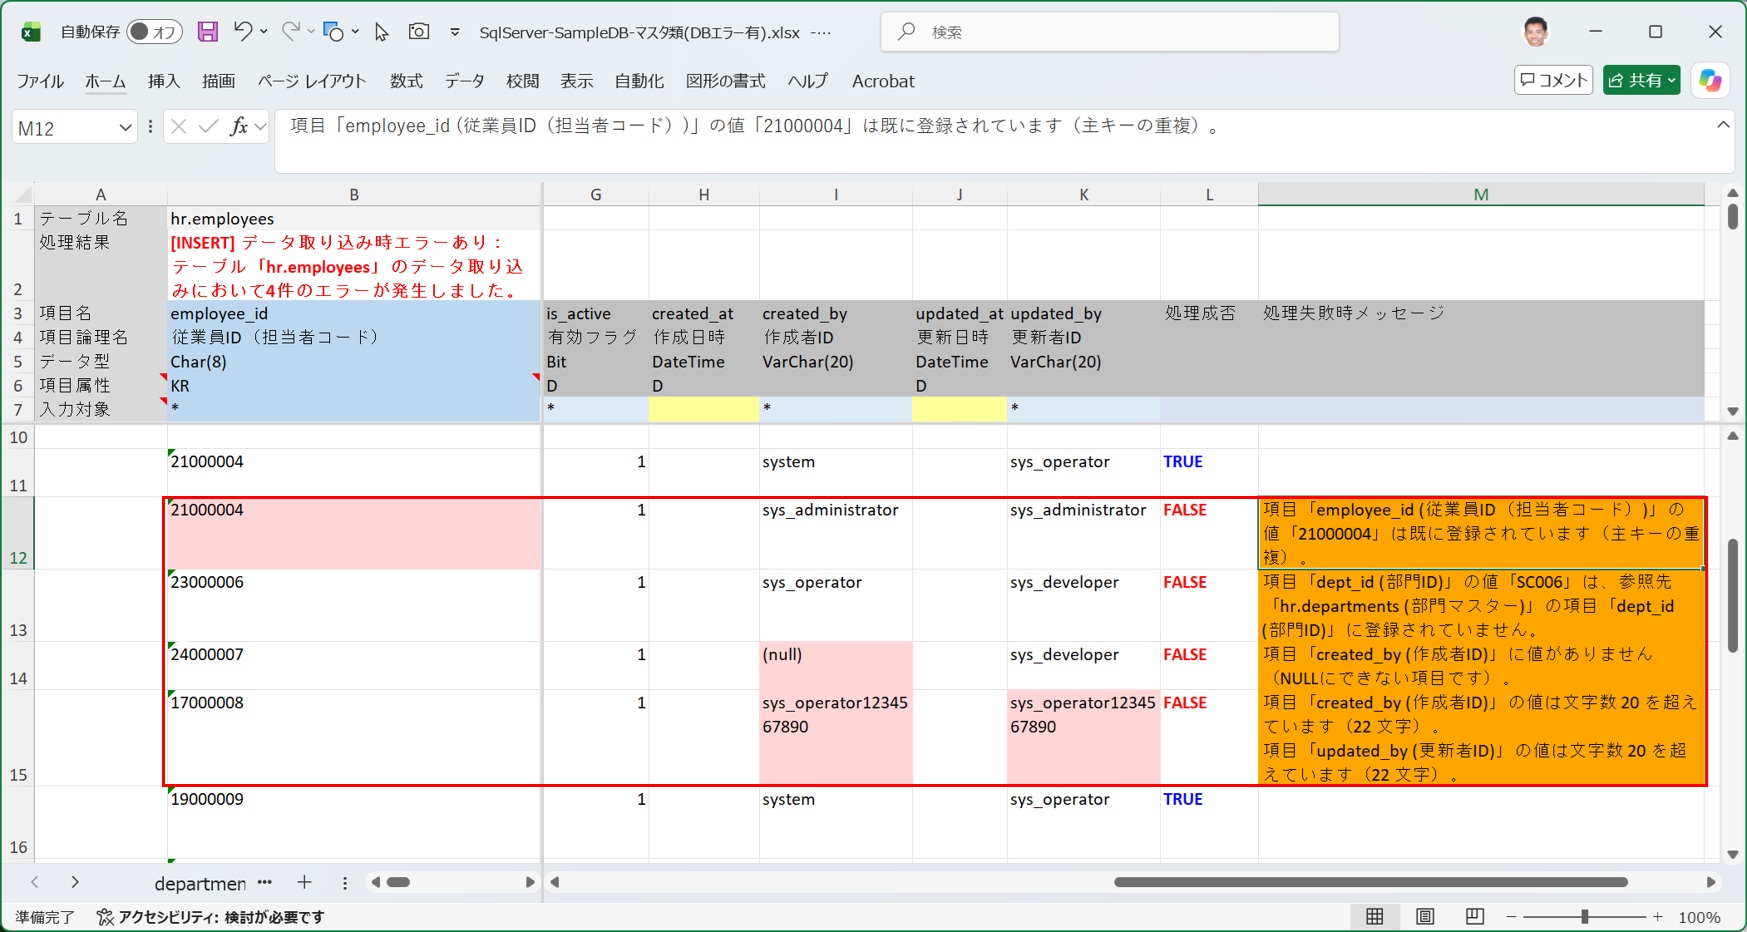 自動保存 オフ SqlServer-SampleDB-マスタ類(DBエラー有).xlsx -… 検索
ファイル ホーム 挿入 描画 ページ レイアウト 数式 データ 校閲 表示 自動化 図形の書式 ヘルプ Acrobat コメント 共有
M12 fx 項目「employee_id (従業員ID（担当者コード）)」の値「21000004」は既に登録されています（主キーの重複）。
A B G H I J K L M
1 テーブル名 hr.employees
2 処理結果 [INSERT] データ取り込み時エラーあり：
テーブル「hr.employees」のデータ取り込
みにおいて4件のエラーが発生しました。
3 項目名 employee_id is_active created_at created_by updated_at updated_by 処理成否 処理失敗時メッセージ
4 項目論理名 従業員ID（担当者コード） 有効フラグ 作成日時 作成者ID 更新日時 更新者ID
5 データ型 Char(8) Bit DateTime VarChar(20) DateTime VarChar(20)
6 項目属性 KR D D D
7 入力対象 * * * *
10
11 21000004 1 system sys_operator TRUE
12 21000004 1 sys_administrator sys_administrator FALSE 項目「employee_id (従業員ID（担当者コード）)」の
値「21000004」は既に登録されています（主キーの重
複）。
13 23000006 1 sys_operator sys_developer FALSE 項目「dept_id (部門ID)」の値「SC006」は、参照先
「hr.departments (部門マスター)」の項目「dept_id
(部門ID)」に登録されていません。
14 24000007 1 (null) sys_developer FALSE 項目「created_by (作成者ID)」に値がありません
（NULLにできない項目です）。
15 17000008 1 sys_operator12345 sys_operator12345 FALSE 項目「created_by (作成者ID)」の値は文字数 20 を超え
67890 67890 ています（22 文字）。
項目「updated_by (更新者ID)」の値は文字数 20 を超
えています（22 文字）。
16 19000009 1 system sys_operator TRUE
departmen …
準備完了 アクセシビリティ: 検討が必要です 100%